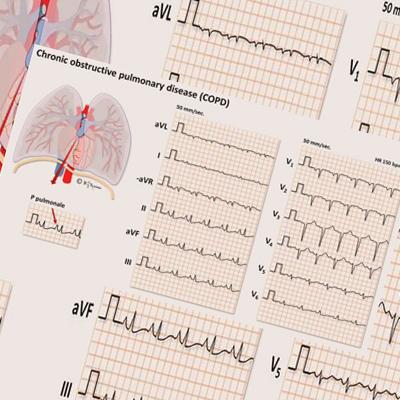 aVL
50 m
V1
Chronic obstructive pulmonary disease (COPD)
50 mm/sec.
aVL
I
-aVR
II
aVF
III
50 mm/sec.
HR 150 bpm
V1
V2
V3
V4
V5
V6
P pulmonale
aVF
III
V5